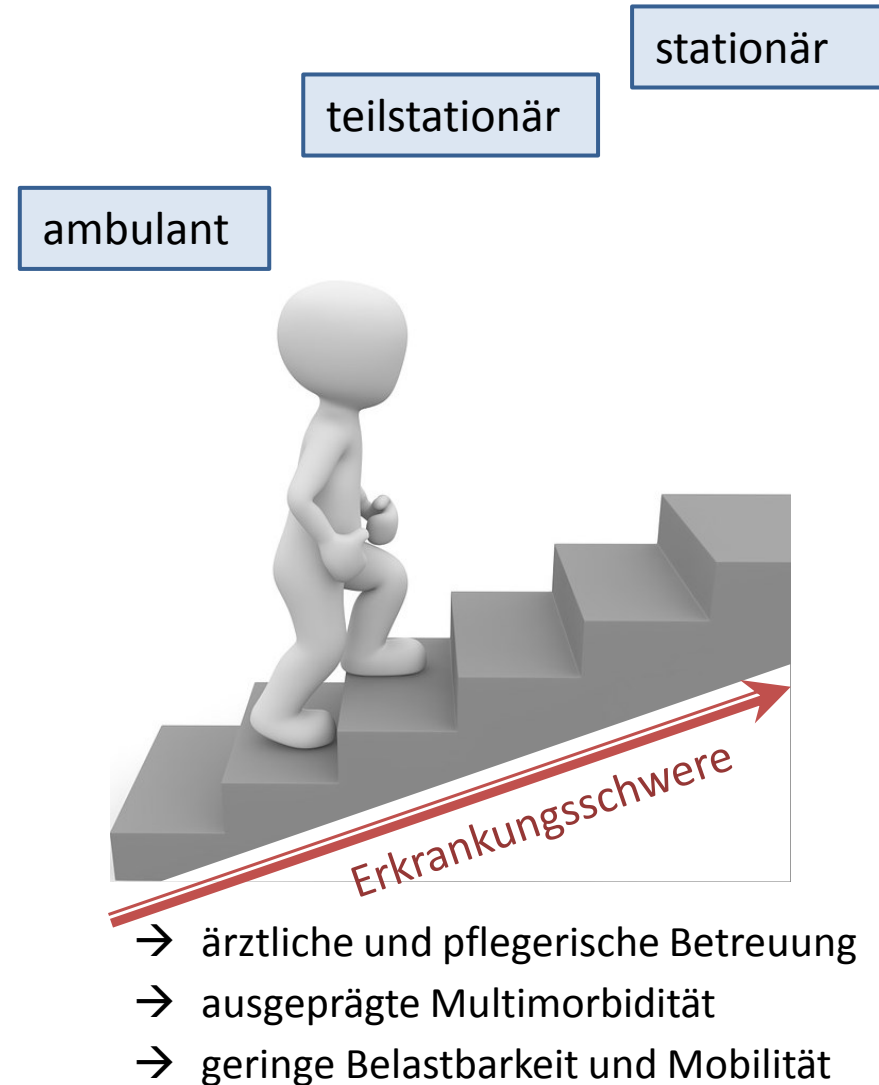 stationär
teilstationär
ambulant
Erkrankungsschwere
→ ärztliche und pflegerische Betreuung
→ ausgeprägte Multimorbidität
→ geringe Belastbarkeit und Mobilität